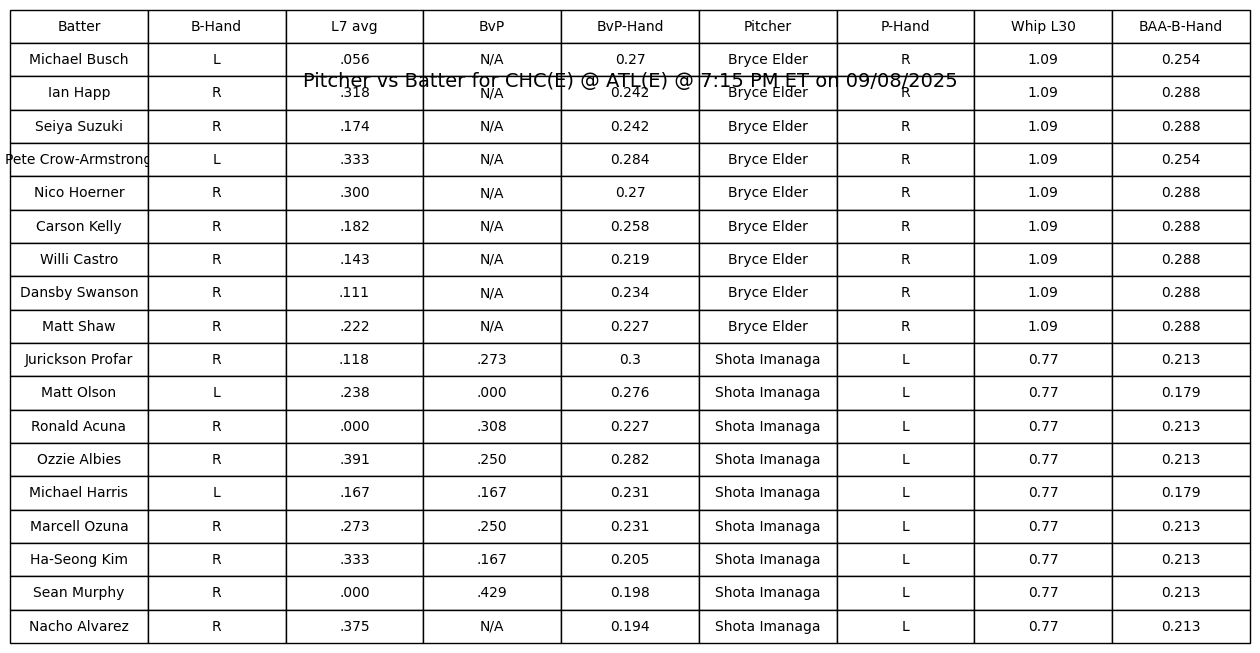 Batter B-Hand L7 avg BvP BvP-Hand Pitcher P-Hand Whip L30 BAA-B-Hand
Michael Busch L .056 N/A 0.27 Bryce Elder R 1.09 0.254
Pitcher vs Batter for CHC(E) @ ATL(E) @ 7:15 PM ET on 09/08/2025
Ian Happ R .318 N/A 0.242 Bryce Elder R 1.09 0.288
Seiya Suzuki R .174 N/A 0.242 Bryce Elder R 1.09 0.288
Pete Crow-Armstrong L .333 N/A 0.284 Bryce Elder R 1.09 0.254
Nico Hoerner R .300 N/A 0.27 Bryce Elder R 1.09 0.288
Carson Kelly R .182 N/A 0.258 Bryce Elder R 1.09 0.288
Willi Castro R .143 N/A 0.219 Bryce Elder R 1.09 0.288
Dansby Swanson R .111 N/A 0.234 Bryce Elder R 1.09 0.288
Matt Shaw R .222 N/A 0.227 Bryce Elder R 1.09 0.288
Jurickson Profar R .118 .273 0.3 Shota Imanaga L 0.77 0.213
Matt Olson L .238 .000 0.276 Shota Imanaga L 0.77 0.179
Ronald Acuna R .000 .308 0.227 Shota Imanaga L 0.77 0.213
Ozzie Albies R .391 .250 0.282 Shota Imanaga L 0.77 0.213
Michael Harris L .167 .167 0.231 Shota Imanaga L 0.77 0.179
Marcell Ozuna R .273 .250 0.231 Shota Imanaga L 0.77 0.213
Ha-Seong Kim R .333 .167 0.205 Shota Imanaga L 0.77 0.213
Sean Murphy R .000 .429 0.198 Shota Imanaga L 0.77 0.213
Nacho Alvarez R .375 N/A 0.194 Shota Imanaga L 0.77 0.213